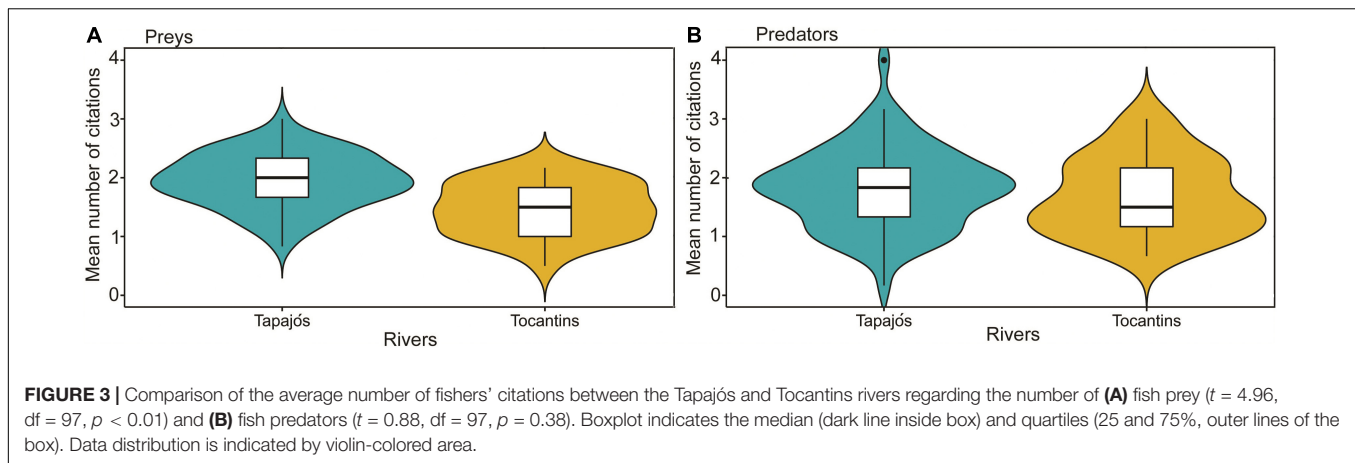 A Preys
4
3
2
1
0
Mean number of citations
Tapajós Tocantins
Rivers
B Predators
4
3
2
1
0
Mean number of citations
Tapajós Tocantins
Rivers
FIGURE 3 | Comparison of the average number of fishers’ citations between the Tapajós and Tocantins rivers regarding the number of (A) fish prey (t = 4.96,
df = 97, p < 0.01) and (B) fish predators (t = 0.88, df = 97, p = 0.38). Boxplot indicates the median (dark line inside box) and quartiles (25 and 75%, outer lines of the
box). Data distribution is indicated by violin-colored area.